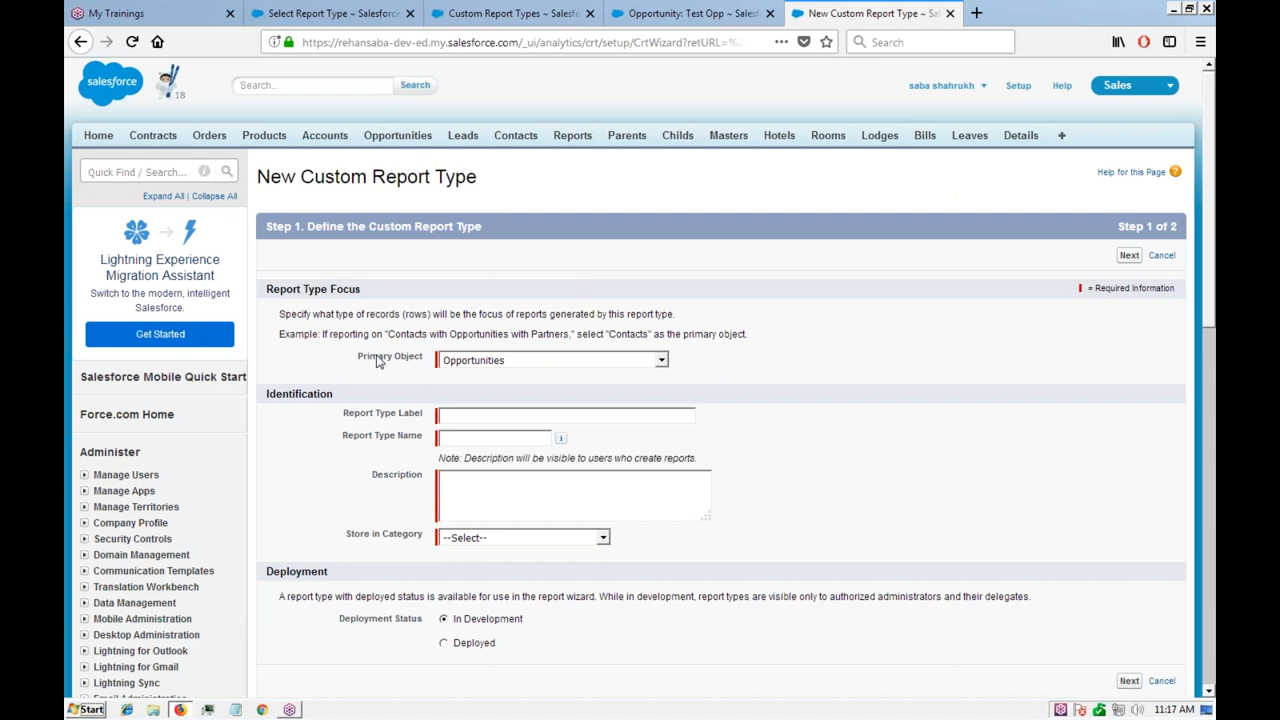 My Trainings
Select Report Type ~ Salesforce
Custom Report Types ~ Salesfo
Opportunity: Test Opp ~ Salesf
New Custom Report Type ~ Sal
https://rehansaba-dev-ed.my.salesforce.com/_ui/analytics/crt/setup/CrtWizard?retURL=%
Search
salesforce
18
Search...
Search
saba shahrukh
Setup
Help
Sales
Home Contracts Orders Products Accounts Opportunities Leads Contacts Reports Parents Childs Masters Hotels Rooms Lodges Bills Leaves Details +
Quick Find / Search...
Expand All | Collapse All
Lightning Experience
Migration Assistant
Switch to the modern, intelligent
Salesforce.
Get Started
Salesforce Mobile Quick Start
Force.com Home
Administer
Manage Users
Manage Apps
Manage Territories
Company Profile
Security Controls
Domain Management
Communication Templates
Translation Workbench
Data Management
Mobile Administration
Desktop Administration
Lightning for Outlook
Lightning for Gmail
Lightning Sync
Email Administration
New Custom Report Type
Help for this Page ?
Step 1. Define the Custom Report Type
Step 1 of 2
Next Cancel
Report Type Focus
= Required Information
Specify what type of records (rows) will be the focus of reports generated by this report type.
Example: If reporting on "Contacts with Opportunities with Partners," select "Contacts" as the primary object.
Primary Object Opportunities
Identification
Report Type Label
Report Type Name i
Note: Description will be visible to users who create reports.
Description
Store in Category --Select--
Deployment
A report type with deployed status is available for use in the report wizard. While in development, report types are visible only to authorized administrators and their delegates.
Deployment Status In Development
Deployed
Next Cancel
Start
11:17 AM